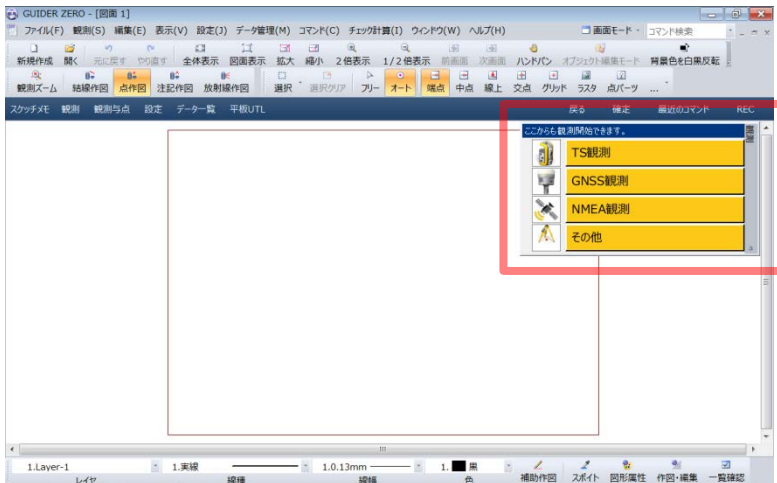 GUIDER ZERO - [図面 1]
ファイル(F) 観測(S) 編集(E) 表示(V) 設定(J) データ管理(M) コマンド(C) チェック計算(I) ウィンドウ(W) ヘルプ(H) 画面モード コマンド検索
新規作成 開く 元に戻す やり直す 全体表示 図面表示 拡大 縮小 2倍表示 1/2倍表示 前画面 次画面 ハンドパン オブジェクト編集モード 背景色を白黒反転
観測ズーム 結線作図 点作図 注記作図 放射線作図 選択 選択クリア フリー オート 端点 中点 線上 交点 グリッド ラスタ 点パーツ ...
スケッチメモ 観測 観測与点 設定 データ一覧 平板UTL 戻る 確定 最近のコマンド REC
ここからも観測開始できます。
観測
TS観測
GNSS観測
NMEA観測
その他
1.Layer-1 1.実線 1.0.13mm 1. 黒
レイヤ 線種 線幅 色 補助作図 スポイト 図形属性 作図・編集 一覧確認